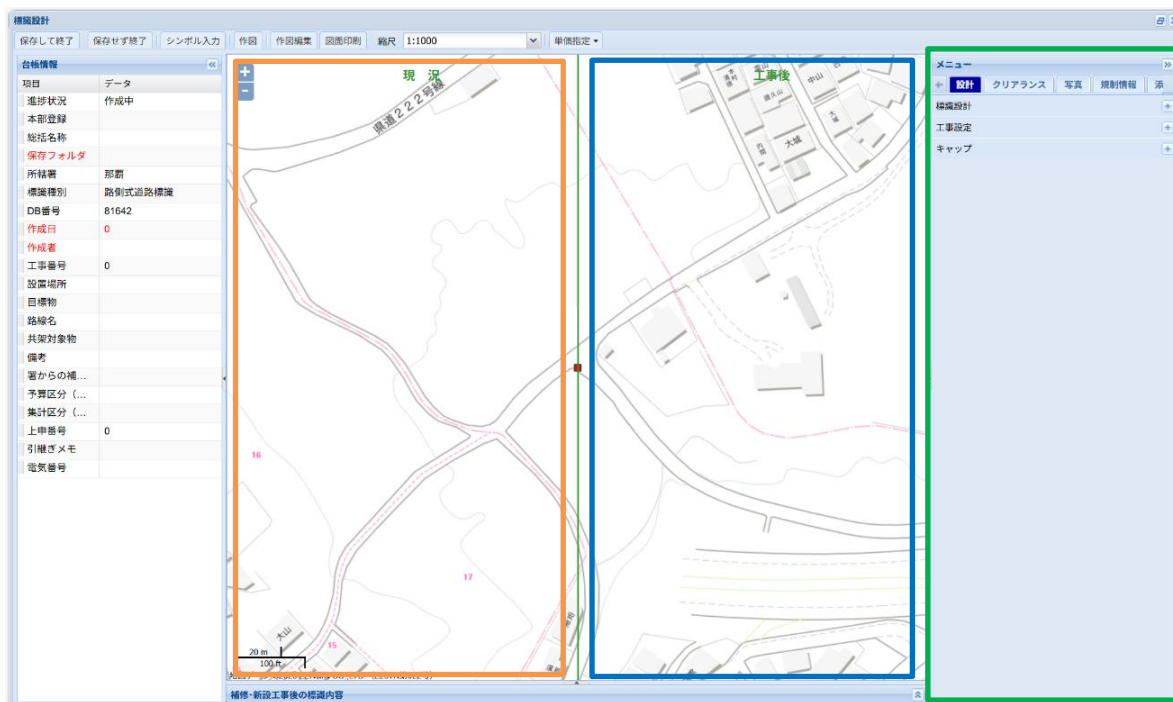 標識設計
保存して終了 保存せず終了 シンボル入力 作図 作図編集 図面印刷 縮尺 1:1000 単価指定
台帳情報
項目 データ
進捗状況 作成中
本部登録
総括名称
保存フォルダ
所轄署 那覇
標識種別 路側式道路標識
DB番号 81642
作成日 0
作成者
工事番号 0
設置場所
目標物
路線名
共架対象物
備考
署からの補...
予算区分（...
集計区分（...
上申番号 0
引継ぎメモ
電気番号
現 況
県道222号線
16
17
15
大山
20 m
100 ft
工事後
中山
大城
大城
補修・新設工事後の標識内容
メニュー
設計 クリアランス 写真 規制情報 添
標識設計
工事設定
キャップ